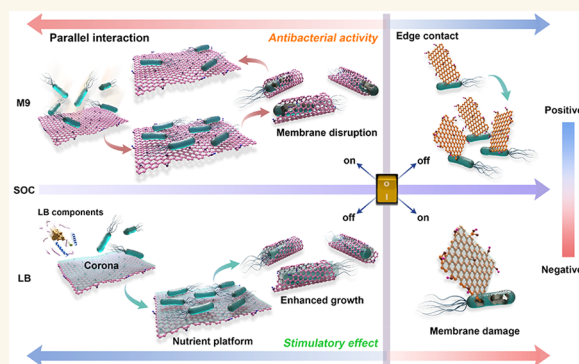 Parallel interaction
Antibacterial activity
Edge contact
M9
Membrane disruption
Positive
on
off
SOC
O
I
LB components
off
on
Corona
LB
Enhanced growth
Nutrient platform
Membrane damage
Negative
Stimulatory effect